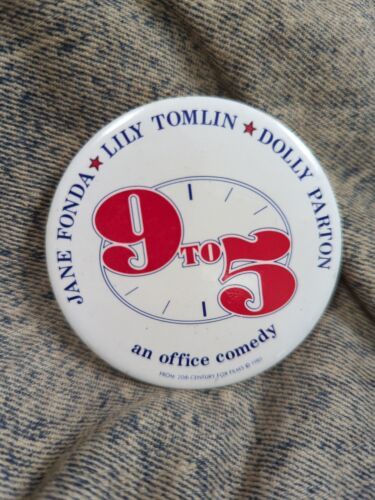 JANE FONDA ★ LILY TOMLIN ★ DOLLY PARTON
9 TO 5
an office comedy
FROM 20th CENTURY FOX FILMS © 1980